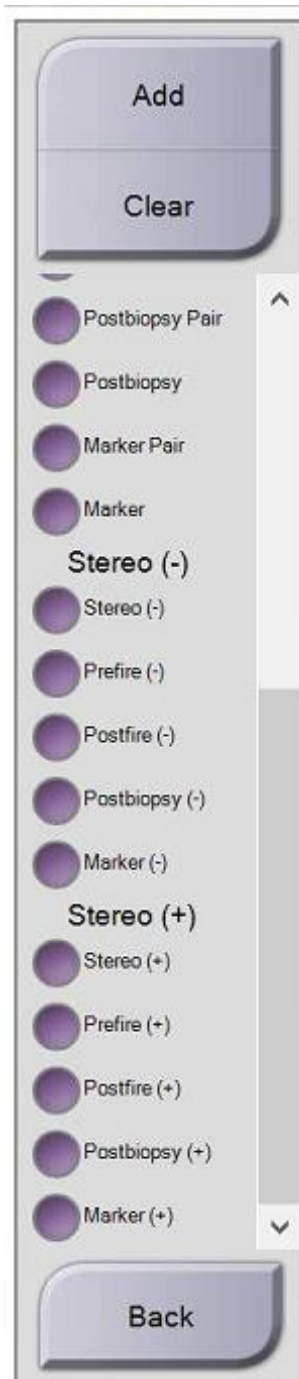 Add
Clear
Postbiopsy Pair
Postbiopsy
Marker Pair
Marker
Stereo (-)
Stereo (-)
Prefire (-)
Postfire (-)
Postbiopsy (-)
Marker (-)
Stereo (+)
Stereo (+)
Prefire (+)
Postfire (+)
Postbiopsy (+)
Marker (+)
Back